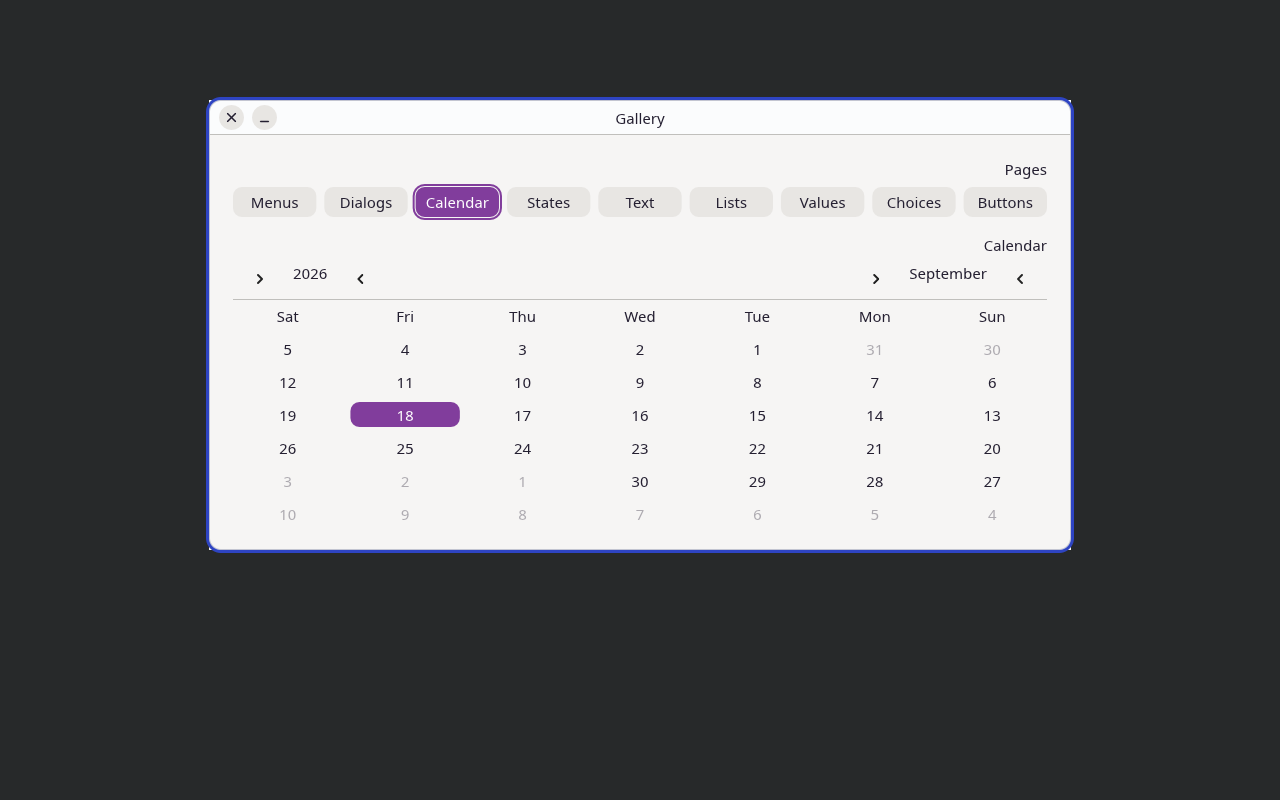 Gallery
Pages
Menus Dialogs Calendar States Text Lists Values Choices Buttons
Calendar
2026 September
Sat Fri Thu Wed Tue Mon Sun
5 4 3 2 1 31 30
12 11 10 9 8 7 6
19 18 17 16 15 14 13
26 25 24 23 22 21 20
3 2 1 30 29 28 27
10 9 8 7 6 5 4